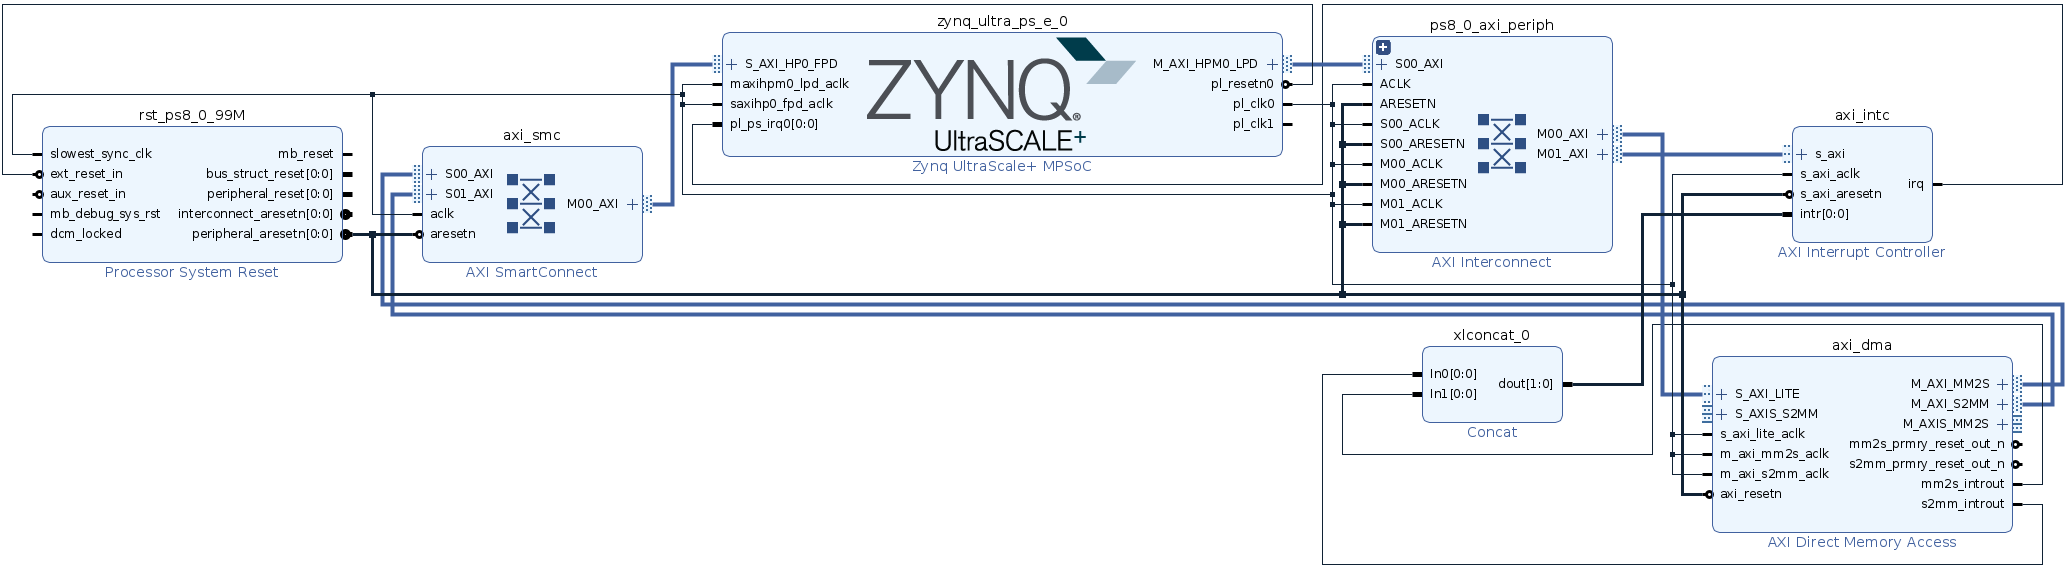 rst_ps8_0_99M
slowest_sync_clk
ext_reset_in
aux_reset_in
mb_debug_sys_rst
dcm_locked
mb_reset
bus_struct_reset[0:0]
peripheral_reset[0:0]
interconnect_aresetn[0:0]
peripheral_aresetn[0:0]
Processor System Reset
axi_smc
S00_AXI
S01_AXI
aclk
aresetn
M00_AXI
AXI SmartConnect
zynq_ultra_ps_e_0
S_AXI_HP0_FPD
maxihpm0_lpd_aclk
saxihp0_fpd_aclk
pl_ps_irq0[0:0]
ZYNQ®
UltraSCALE+
M_AXI_HPM0_LPD
pl_resetn0
pl_clk0
pl_clk1
Zynq UltraScale+ MPSoC
ps8_0_axi_periph
S00_AXI
ACLK
ARESETN
S00_ACLK
S00_ARESETN
M00_ACLK
M00_ARESETN
M01_ACLK
M01_ARESETN
M00_AXI
M01_AXI
AXI Interconnect
axi_intc
s_axi
s_axi_aclk
s_axi_aresetn
intr[0:0]
irq
AXI Interrupt Controller
xlconcat_0
In0[0:0]
In1[0:0]
dout[1:0]
Concat
axi_dma
S_AXI_LITE
S_AXIS_S2MM
s_axi_lite_aclk
m_axi_mm2s_aclk
m_axi_s2mm_aclk
axi_resetn
M_AXI_MM2S
M_AXI_S2MM
M_AXIS_MM2S
mm2s_prmry_reset_out_n
s2mm_prmry_reset_out_n
mm2s_introut
s2mm_introut
AXI Direct Memory Access